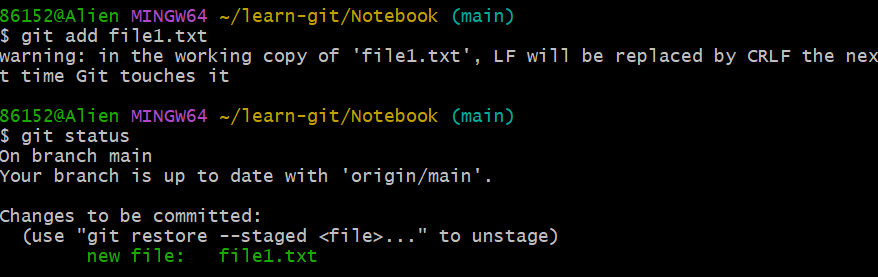 86152@Alien MINGW64 ~/learn-git/Notebook (main)
$ git add file1.txt
warning: in the working copy of 'file1.txt', LF will be replaced by CRLF the nex
t time Git touches it
86152@Alien MINGW64 ~/learn-git/Notebook (main)
$ git status
On branch main
Your branch is up to date with 'origin/main'.
Changes to be committed:
  (use "git restore --staged <file>..." to unstage)
        new file:   file1.txt